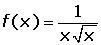 f(x) = 1/(x√x)